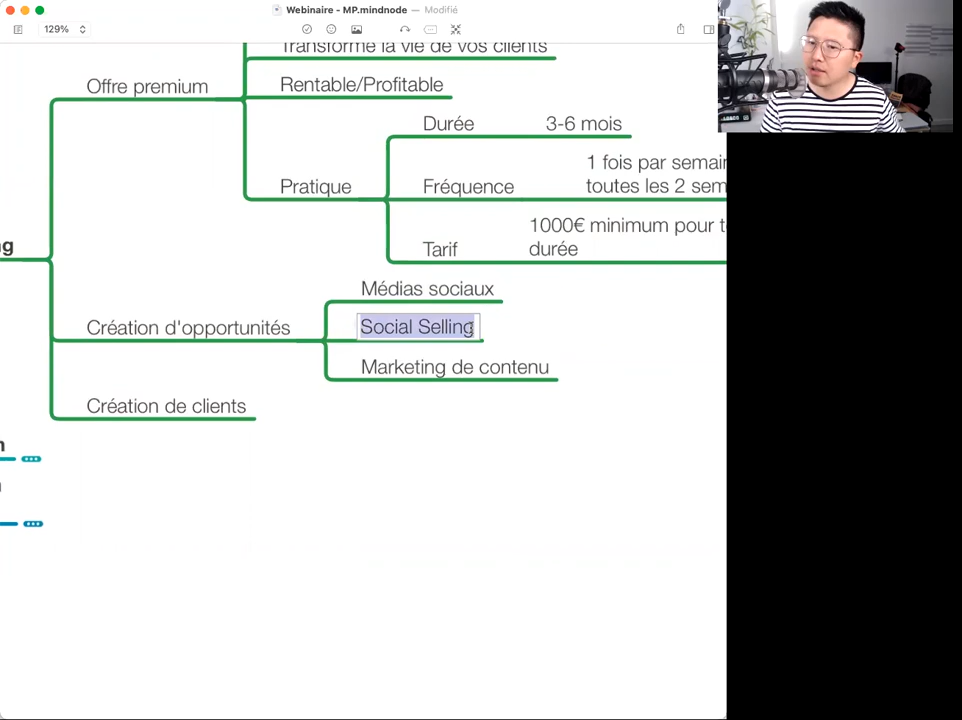 Webinaire - MP.mindnode — Modifié
129%
Transforme la vie de vos clients
Offre premium
Rentable/Profitable
Durée
3-6 mois
1 fois par
toutes les 2
Pratique
Fréquence
1000€ minimum pour
durée
Tarif
Médias sociaux
Création d'opportunités
Social Selling
Marketing de contenu
Création de clients